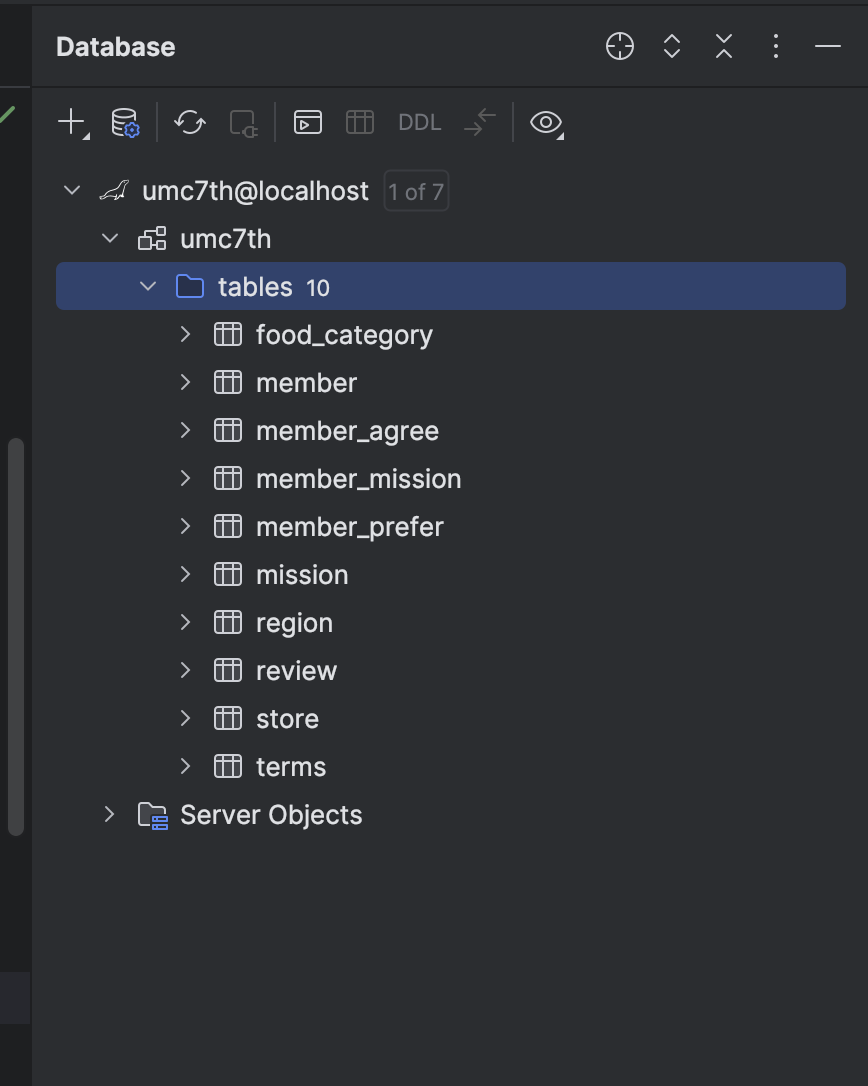 Database
DDL
umc7th@localhost 1 of 7
umc7th
tables 10
food_category
member
member_agree
member_mission
member_prefer
mission
region
review
store
terms
Server Objects